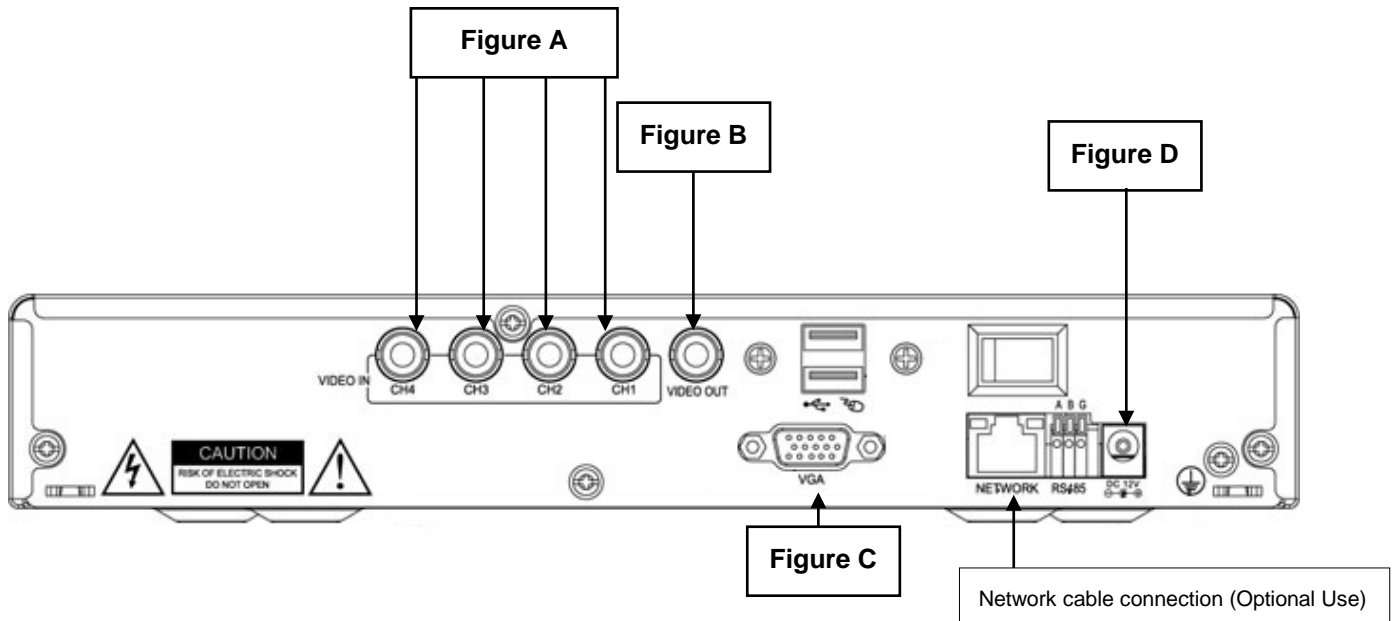 Figure A
Figure B
Figure D
VIDEO IN
CH4
CH3
CH2
CH1
VIDEO OUT
A B G
CAUTION
RISK OF ELECTRIC SHOCK
DO NOT OPEN
VGA
NETWORK
RS485
DC 12V
Figure C
Network cable connection (Optional Use)